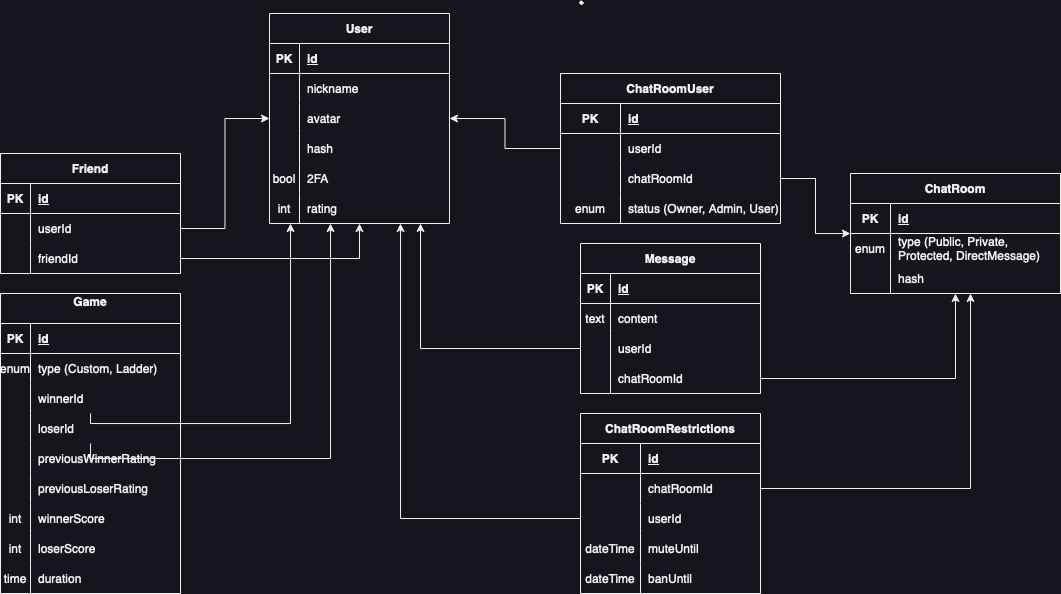 User
PK id
nickname
avatar
hash
bool 2FA
int rating
ChatRoomUser
PK id
userId
chatRoomId
enum status (Owner, Admin, User)
Friend
PK id
userId
friendId
ChatRoom
PK id
enum type (Public, Private,
Protected, DirectMessage)
hash
Message
PK id
text content
userId
chatRoomId
Game
PK id
enum type (Custom, Ladder)
winnerId
loserId
previousWinnerRating
previousLoserRating
int winnerScore
int loserScore
time duration
ChatRoomRestrictions
PK id
chatRoomId
userId
dateTime muteUntil
dateTime banUntil